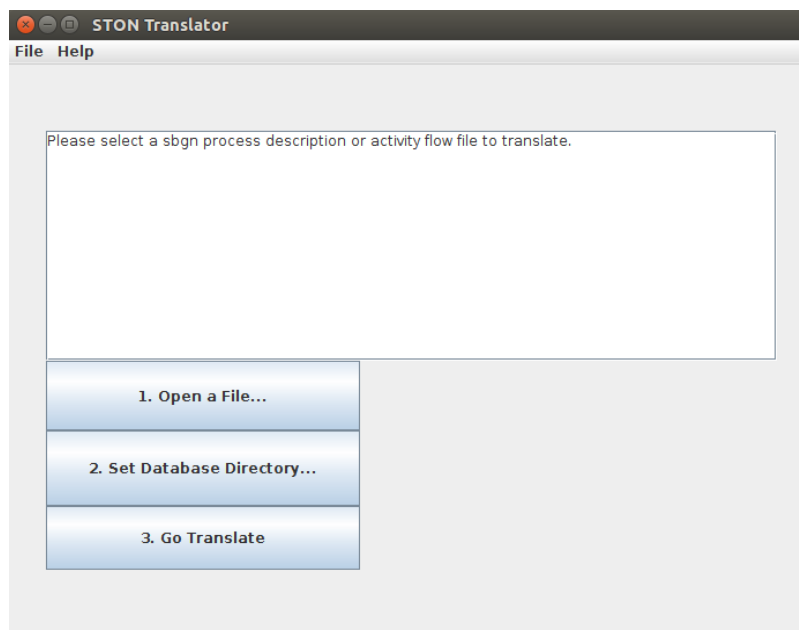 STON Translator
File Help
Please select a sbgn process description or activity flow file to translate.
1. Open a File...
2. Set Database Directory...
3. Go Translate